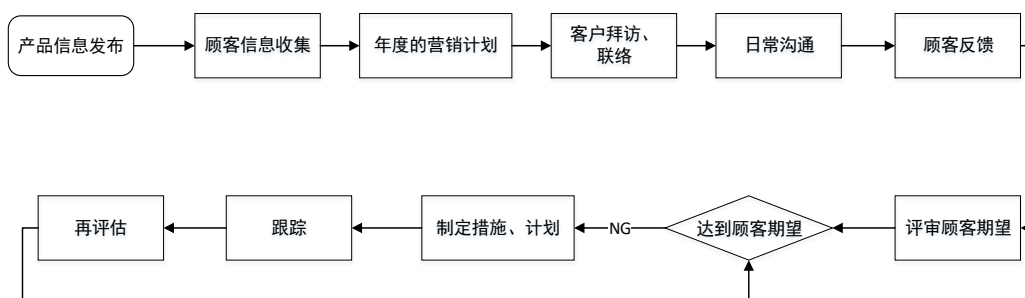 产品信息发布
顾客信息收集
年度的营销计划
客户拜访、
联络
日常沟通
顾客反馈
再评估
跟踪
制定措施、计划
NG
达到顾客期望
评审顾客期望